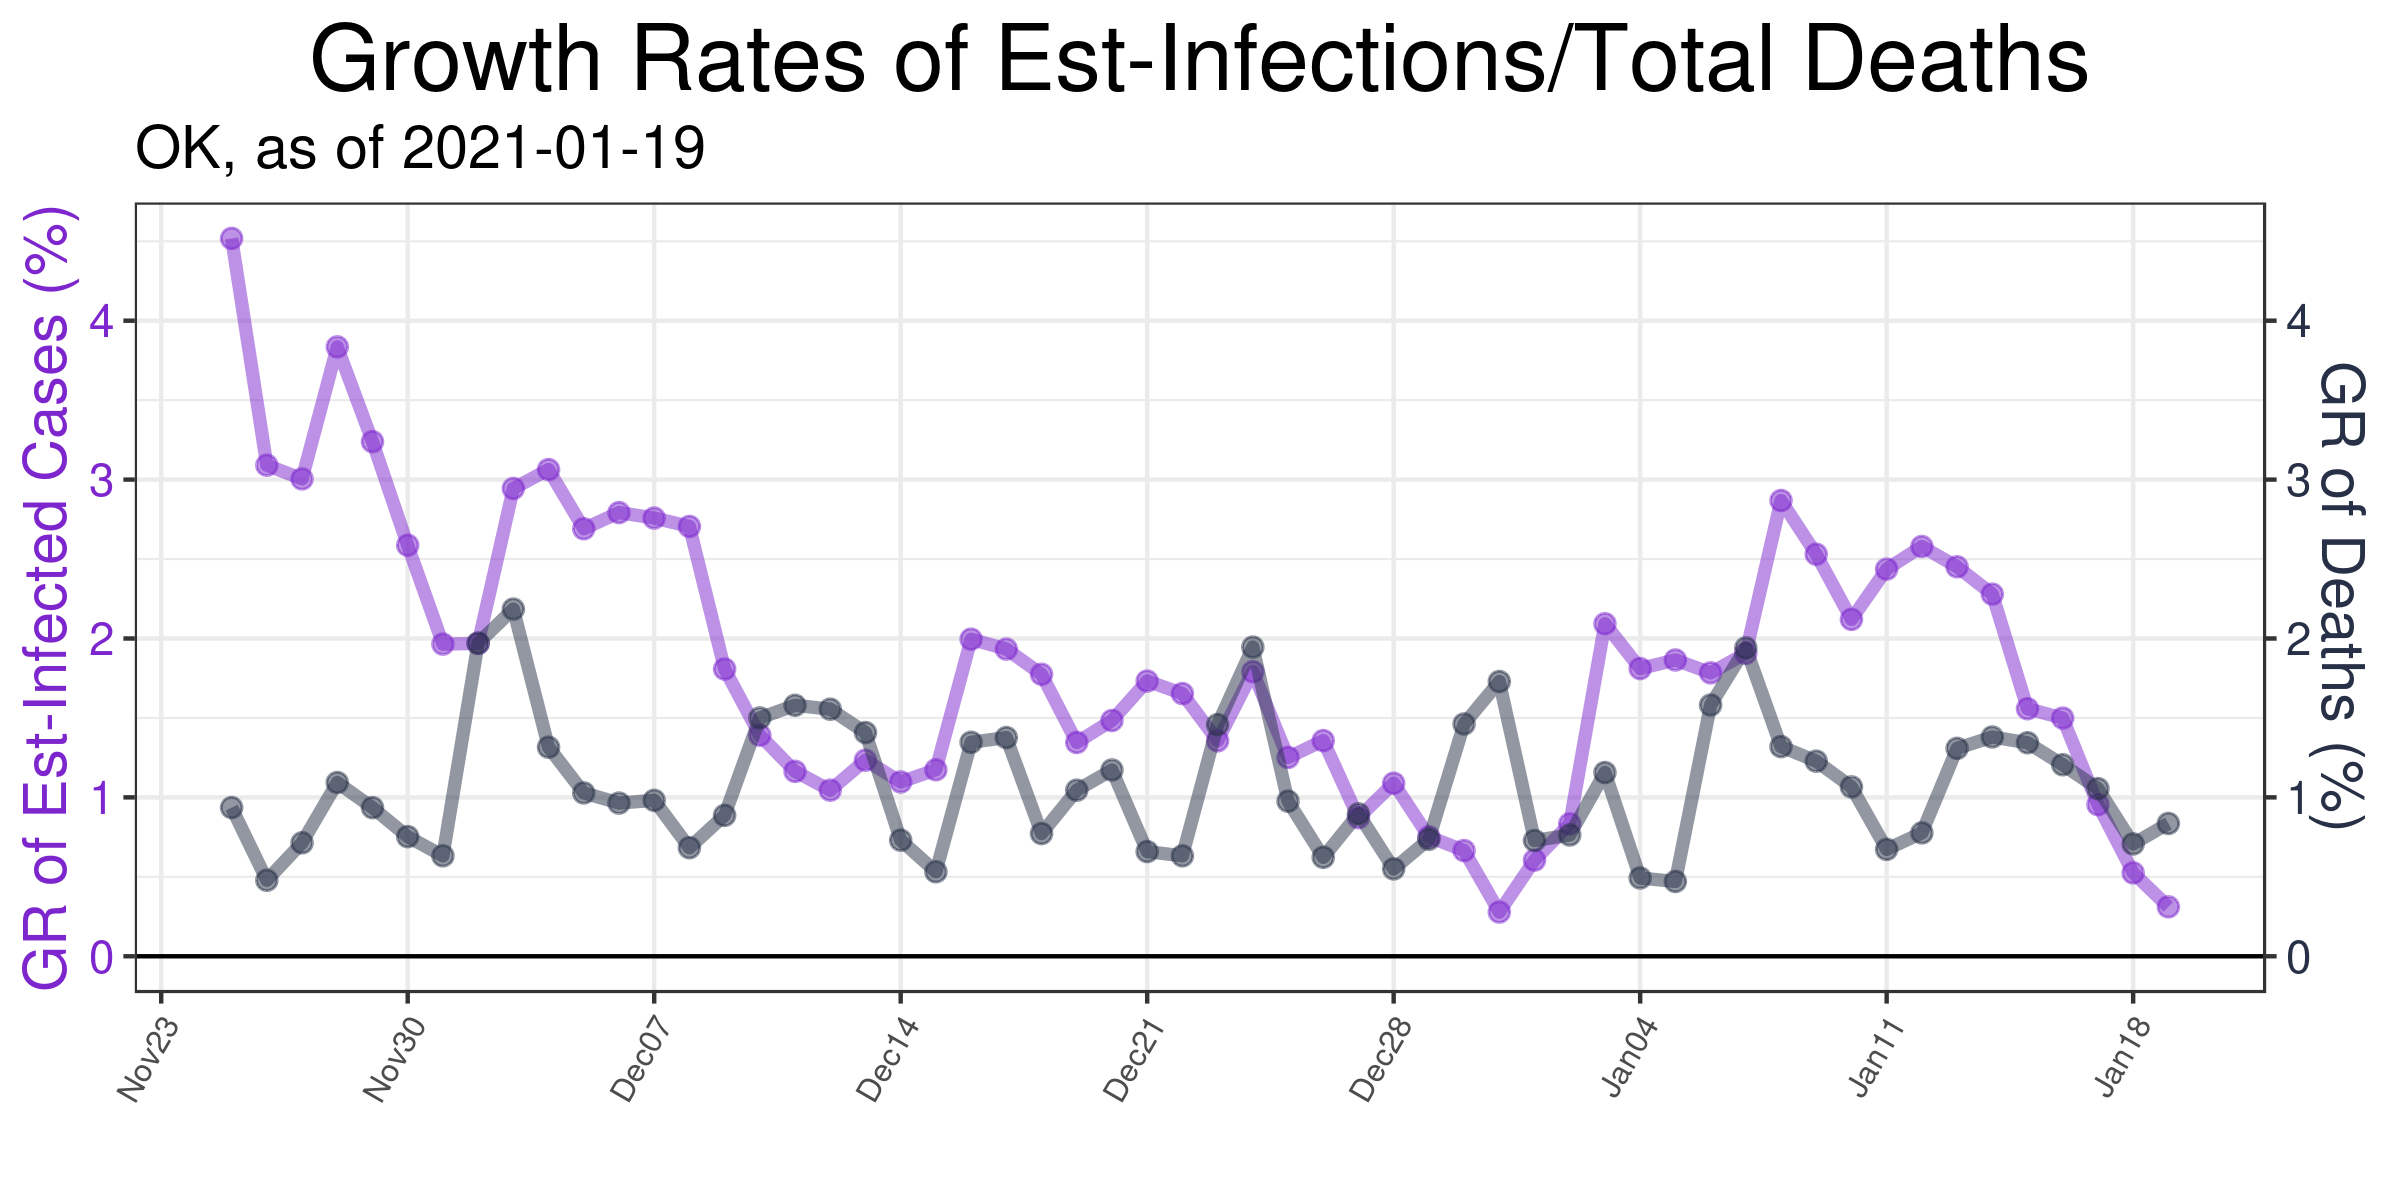 Growth Rates of Est-Infections/Total Deaths
OK, as of 2021-01-19
GR of Est-Infected Cases (%)
4
3
2
1
0
4
3
2
1
0
GR of Deaths (%)
Nov23
Nov30
Dec07
Dec14
Dec21
Dec28
Jan04
Jan11
Jan18